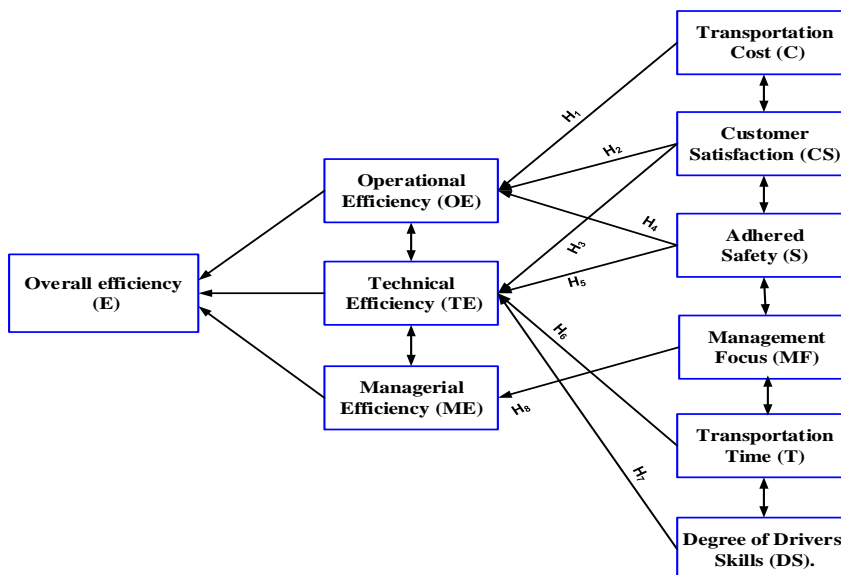 Transportation
Cost (C)
H₁
Customer
Satisfaction (CS)
H₂
Operational
Efficiency (OE)
H₄
H₃
Adhered
Safety (S)
Overall efficiency
(E)
Technical
Efficiency (TE)
H₅
H₆
Management
Focus (MF)
Managerial
Efficiency (ME)
H₈
Transportation
Time (T)
H₇
Degree of Drivers
Skills (DS).